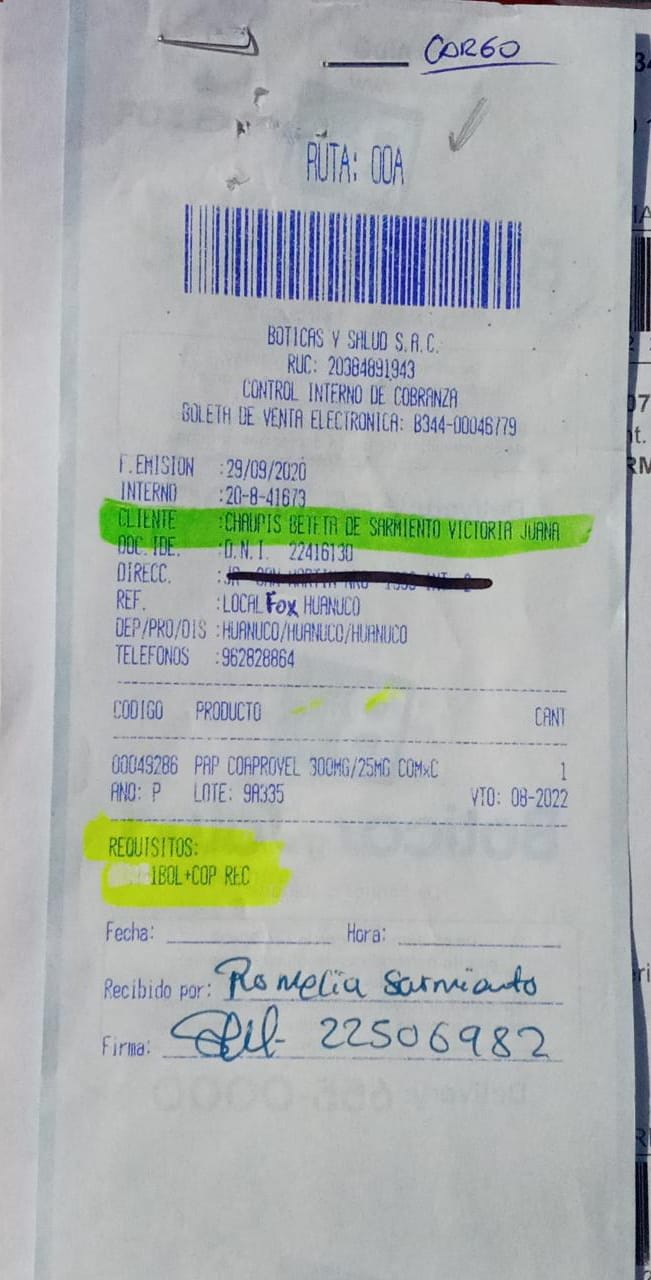 CARGO
RUTA: 00A
BOTICAS Y SALUD S.A.C.
RUC: 20384891943
CONTROL INTERNO DE COBRANZA
BOLETA DE VENTA ELECTRONICA: B344-00046779
F.EMISION :29/09/2020
INTERNO :20-8-41673
CLIENTE :CHAUPIS BETETA DE SARMIENTO VICTORIA JUANA
DOC.IDE. :D.N.I. 22416130
DIRECC. :
REF. :LOCAL FOX HUANUCO
DEP/PRO/DIS :HUANUCO/HUANUCO/HUANUCO
TELEFONOS :962828864
CODIGO PRODUCTO CANT
00049286 PAP COAPROVEL 300MG/25MG COMxC 1
ANO: P LOTE: 9A335 VTO: 08-2022
REQUISITOS:
1BOL+COP REC
Fecha: Hora:
Recibido por: Romelia Sarmiento
Firma: 22506982